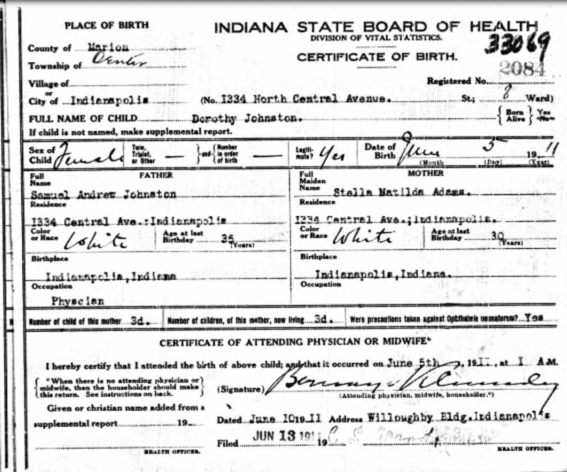 PLACE OF BIRTH
INDIANA STATE BOARD OF HEALTH
DIVISION OF VITAL STATISTICS.
CERTIFICATE OF BIRTH.
33069
County of Marion
Township of Center
Registered No. 2084
Village of
or
City of Indianapolis (No. I334 North Central Avenue. St.; 8 Ward)
FULL NAME OF CHILD Dorothy Johnston. { Born Alive } Yes No
If child is not named, make supplemental report.
Sex of Child Female Twin, Triplet, or Other — } and { Number in order of birth — Legitimate? Yes Date of Birth June 5 1911
(Month) (Day) (Year)
FATHER MOTHER
Full Name Full Maiden Name
Samuel Andrew Johnston Stella Matilda Adams.
Residence Residence
I334 Central Ave.;Indianapolis I334 Central Ave.;Indianapolis.
Color or Race White Age at last Birthday 35 (Years) Color or Race White Age at last Birthday 30 (Years)
Birthplace Birthplace
Indianapolis,Indiana Indianapolis,Indiana.
Occupation Occupation
Physcian
Number of child of this mother 3d. Number of children, of this mother, now living 3d. Were precautions taken against Ophthalmia neonatorum? Yes
CERTIFICATE OF ATTENDING PHYSICIAN OR MIDWIFE*
I hereby certify that I attended the birth of above child; and that it occurred on June 5th, 1911, at I A.M.
{ *When there is no attending physician or midwife, then the householder should make this return. See instructions on back. }
(Signature)
(Attending physician, midwife, householder.*)
Given or christian name added from a
supplemental report 19
Dated June 10 1911 Address Willoughby Bldg.Indianapolis
Filed JUN 13 1911 19
HEALTH OFFICER. HEALTH OFFICER.